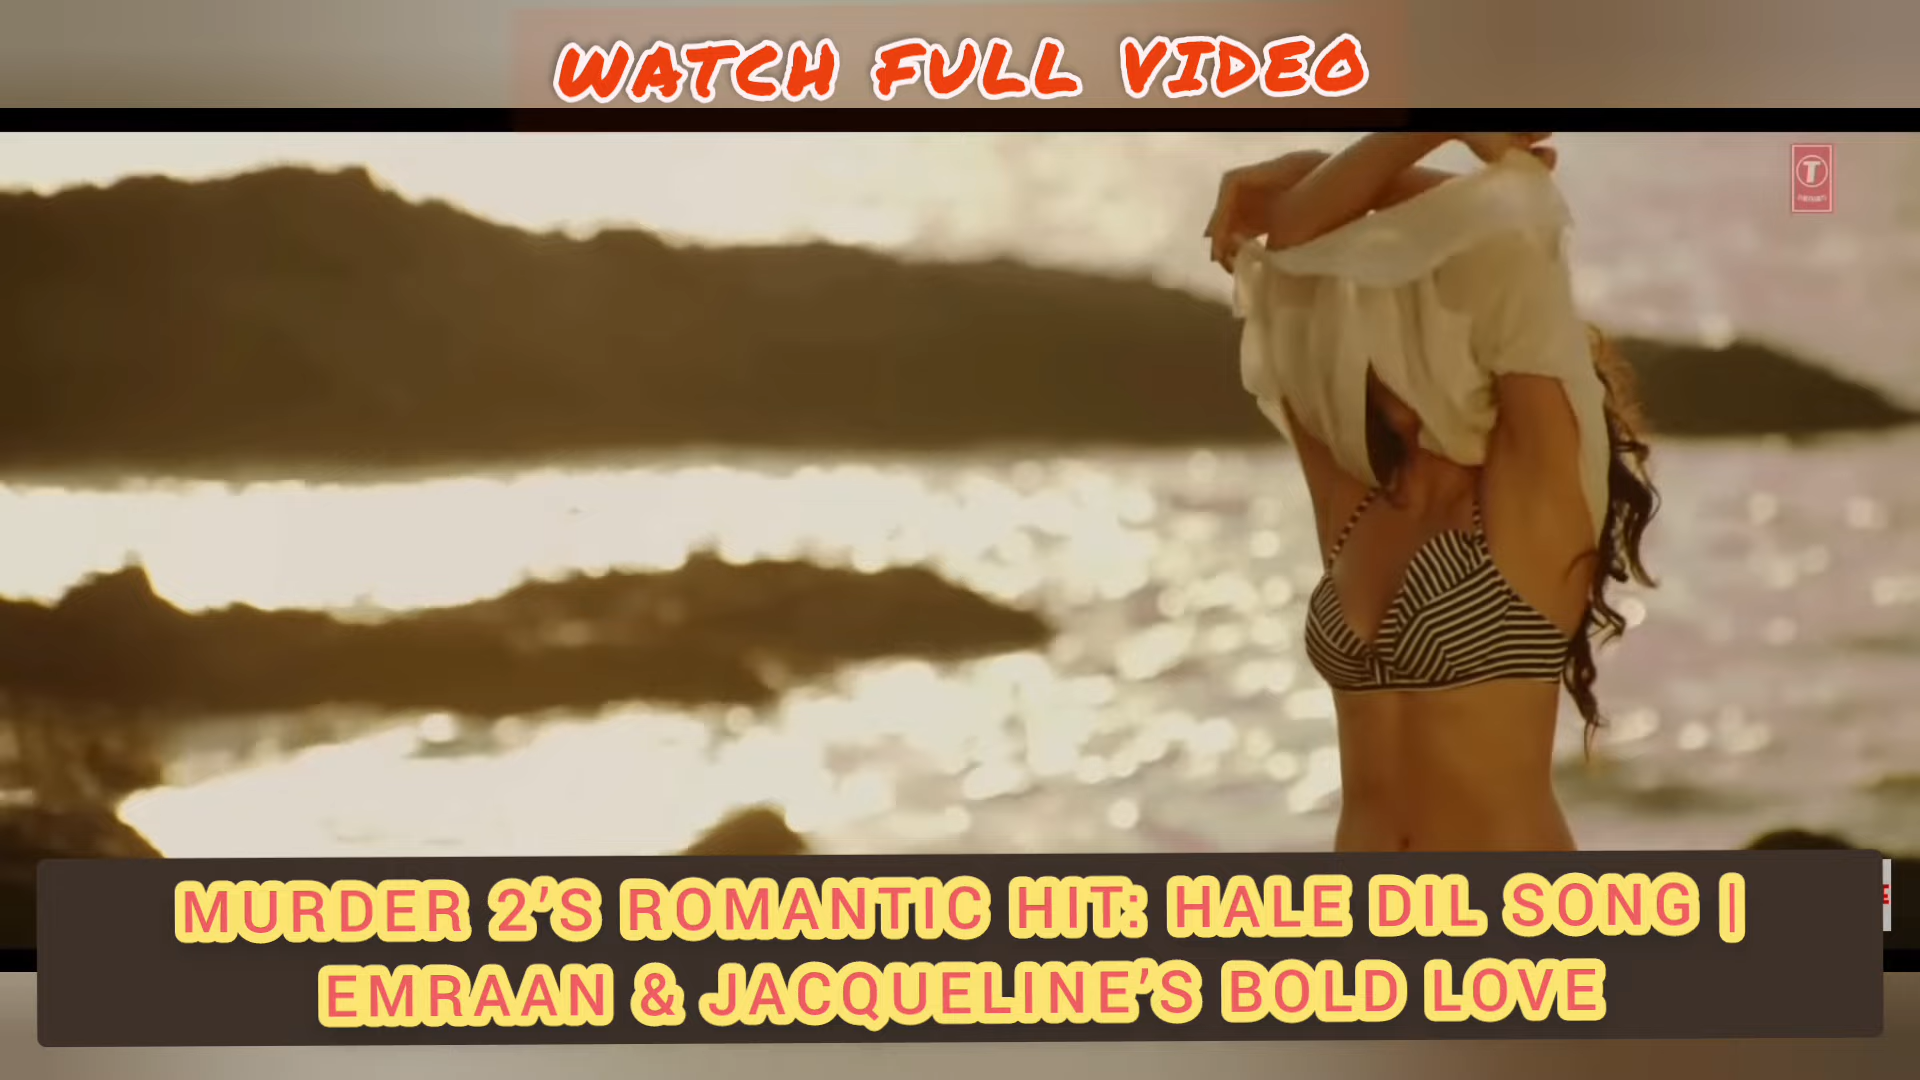 WATCH FULL VIDEO
T
MURDER 2’S ROMANTIC HIT: HALE DIL SONG |
EMRAAN & JACQUELINE’S BOLD LOVE